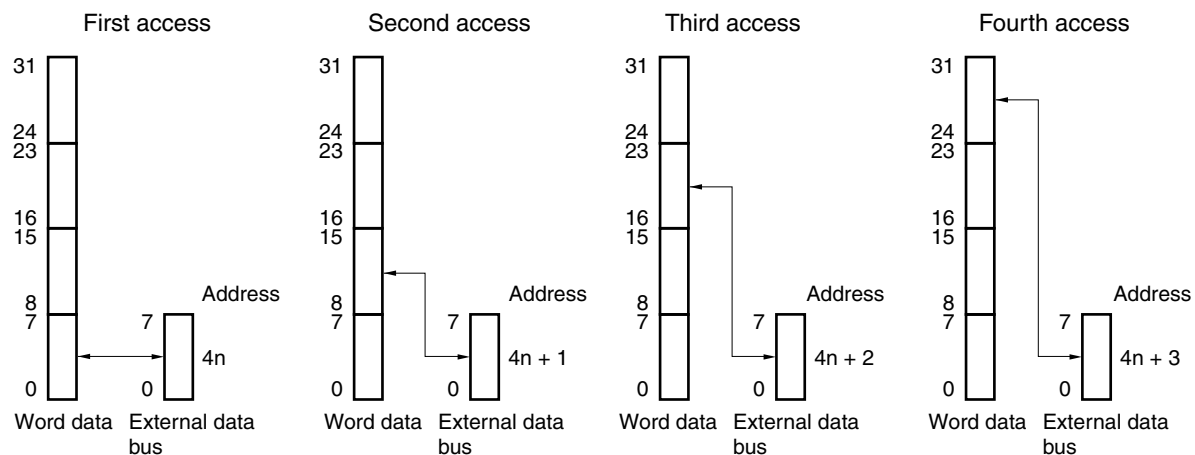 First access
Second access
Third access
Fourth access
31
24
23
16
15
8
7
0
7
0
Address
4n
Word data
External data
bus
31
24
23
16
15
8
7
0
7
0
Address
4n + 1
Word data
External data
bus
31
24
23
16
15
8
7
0
7
0
Address
4n + 2
Word data
External data
bus
31
24
23
16
15
8
7
0
7
0
Address
4n + 3
Word data
External data
bus